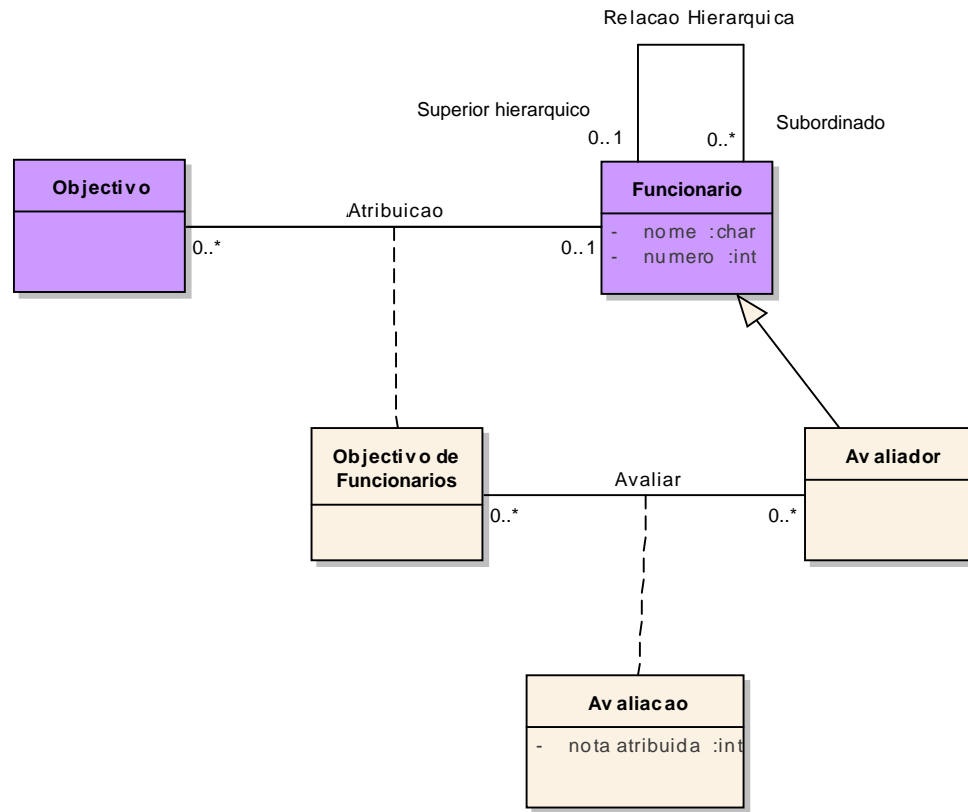 Relacao Hierarquica
Superior hierarquico
0..1
0..*
Subordinado
Objectivo
Atribuicao
0..*
0..1
Funcionario
- nome :char
- numero :int
Objectivo de
Funcionarios
Avaliar
0..*
0..*
Avaliador
Avaliacao
- nota atribuida :int